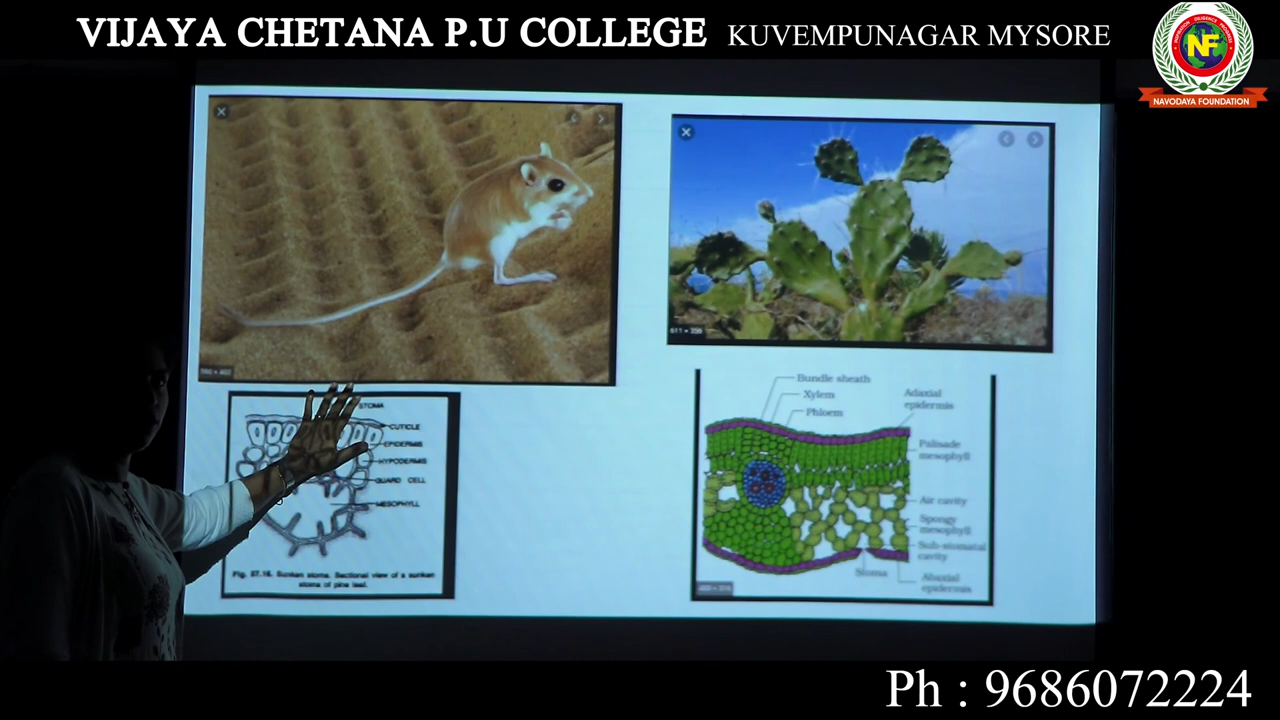 VIJAYA CHETANA P.U COLLEGE KUVEMPUNAGAR MYSORE
NF
NAVODAYA FOUNDATION
STOMA
CUTICLE
EPIDERMIS
HYPODERMIS
GUARD CELL
MESOPHYLL
Fig. 27.16. Sunken stoma. Sectional view of a sunken
stoma of pine leaf.
Bundle sheath
Xylem
Phloem
Adaxial
epidermis
Palisade
mesophyll
Air cavity
Spongy
mesophyll
Sub-stomatal
cavity
Stoma
Abaxial
epidermis
Ph : 9686072224